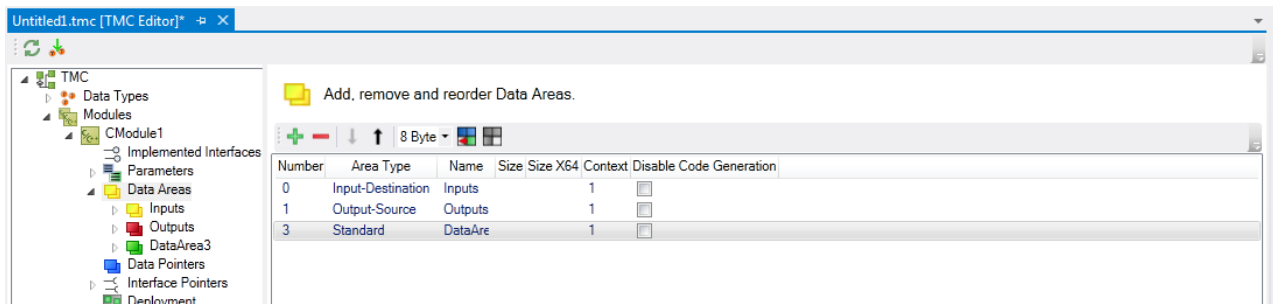 Untitled1.tmc [TMC Editor]*
TMC
Data Types
Modules
CModule1
Implemented Interfaces
Parameters
Data Areas
Inputs
Outputs
DataArea3
Data Pointers
Interface Pointers
Deployment
Add, remove and reorder Data Areas.
8 Byte
Number Area Type Name Size Size X64 Context Disable Code Generation
0 Input-Destination Inputs 1
1 Output-Source Outputs 1
3 Standard DataAre 1